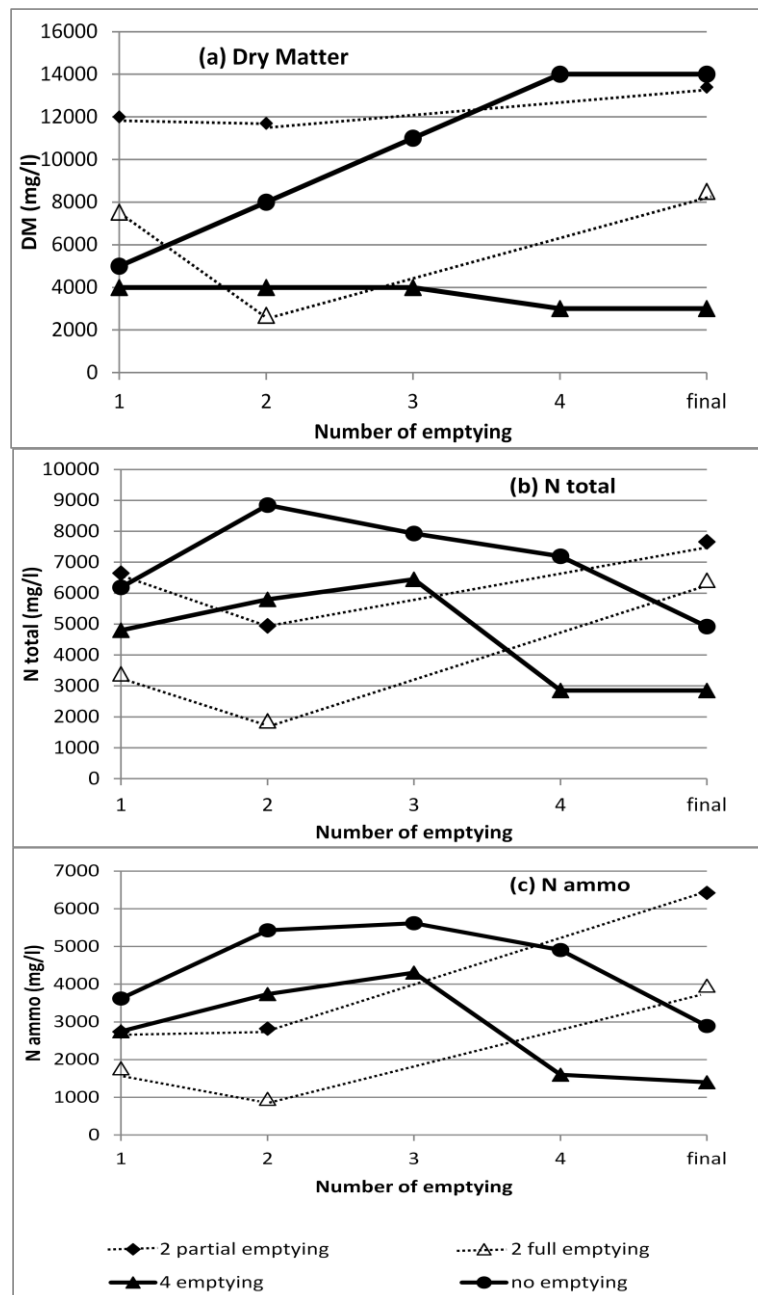 (a) Dry Matter
DM (mg/l)
16000
14000
12000
10000
8000
6000
4000
2000
0
1 2 3 4 final
Number of emptying
(b) N total
N total (mg/l)
10000
9000
8000
7000
6000
5000
4000
3000
2000
1000
0
1 2 3 4 final
Number of emptying
(c) N ammo
N ammo (mg/l)
7000
6000
5000
4000
3000
2000
1000
0
1 2 3 4 final
Number of emptying
2 partial emptying 2 full emptying
4 emptying no emptying